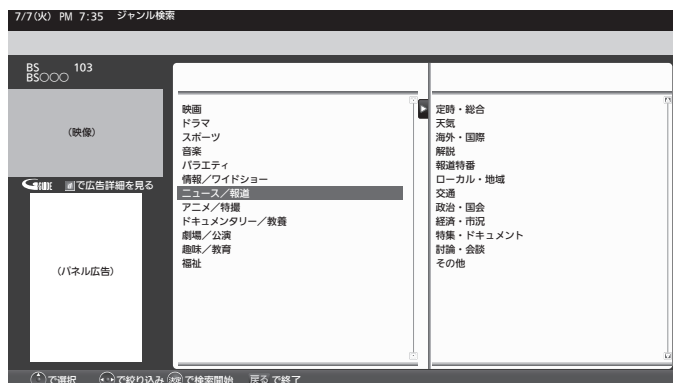 7/7(火) PM 7:35 ジャンル検索
BS 103
BS○○○
(映像)
GGUIDE dで広告詳細を見る
(パネル広告)
映画
ドラマ
スポーツ
音楽
バラエティ
情報／ワイドショー
ニュース／報道
アニメ／特撮
ドキュメンタリー／教養
劇場／公演
趣味／教育
福祉
定時・総合
天気
海外・国際
解説
報道特番
ローカル・地域
交通
政治・国会
経済・市況
特集・ドキュメント
討論・会談
その他
で選択 で絞り込み 決定 で検索開始 戻る で終了